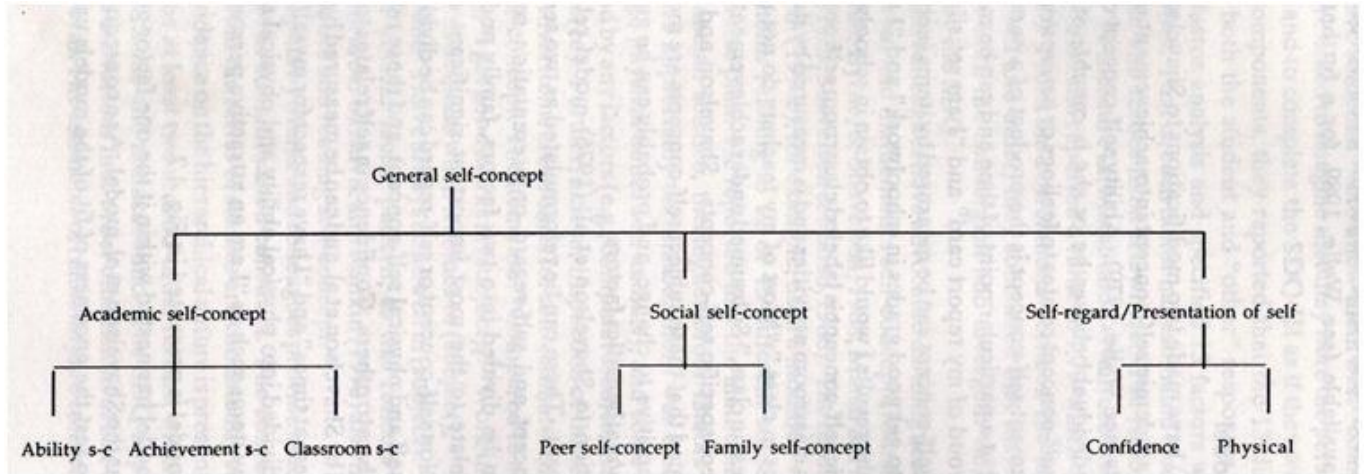 General self-concept
Academic self-concept Social self-concept Self-regard/Presentation of self
Ability s-c Achievement s-c Classroom s-c Peer self-concept Family self-concept Confidence Physical